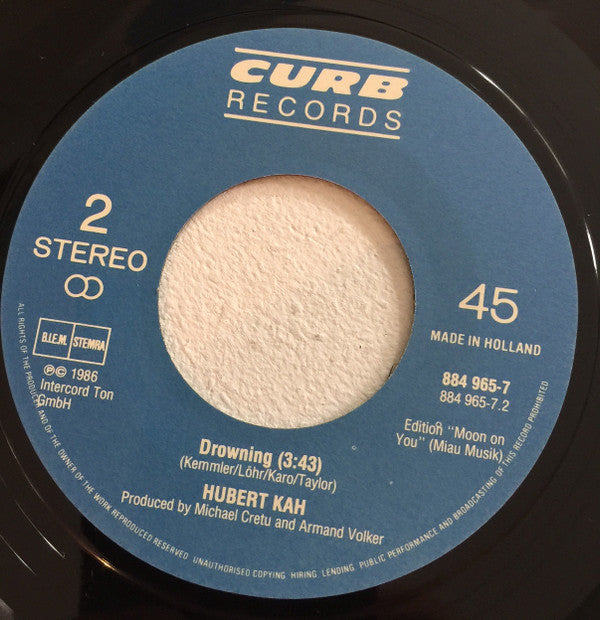 CURB
RECORDS
2
STEREO
45
MADE IN HOLLAND
B.I.E.M. STEMRA
℗© 1986
Intercord Ton
GmbH
884 965-7
884 965-7.2
Edition "Moon on
You" (Miau Musik)
Drowning (3:43)
(Kemmler/Löhr/Karo/Taylor)
HUBERT KAH
Produced by Michael Cretu and Armand Volker
ALL RIGHTS OF THE PRODUCER AND OF THE OWNER OF THE WORK REPRODUCED RESERVED UNAUTHORISED COPYING HIRING LENDING PUBLIC PERFORMANCE AND BROADCASTING OF THIS RECORD PROHIBITED